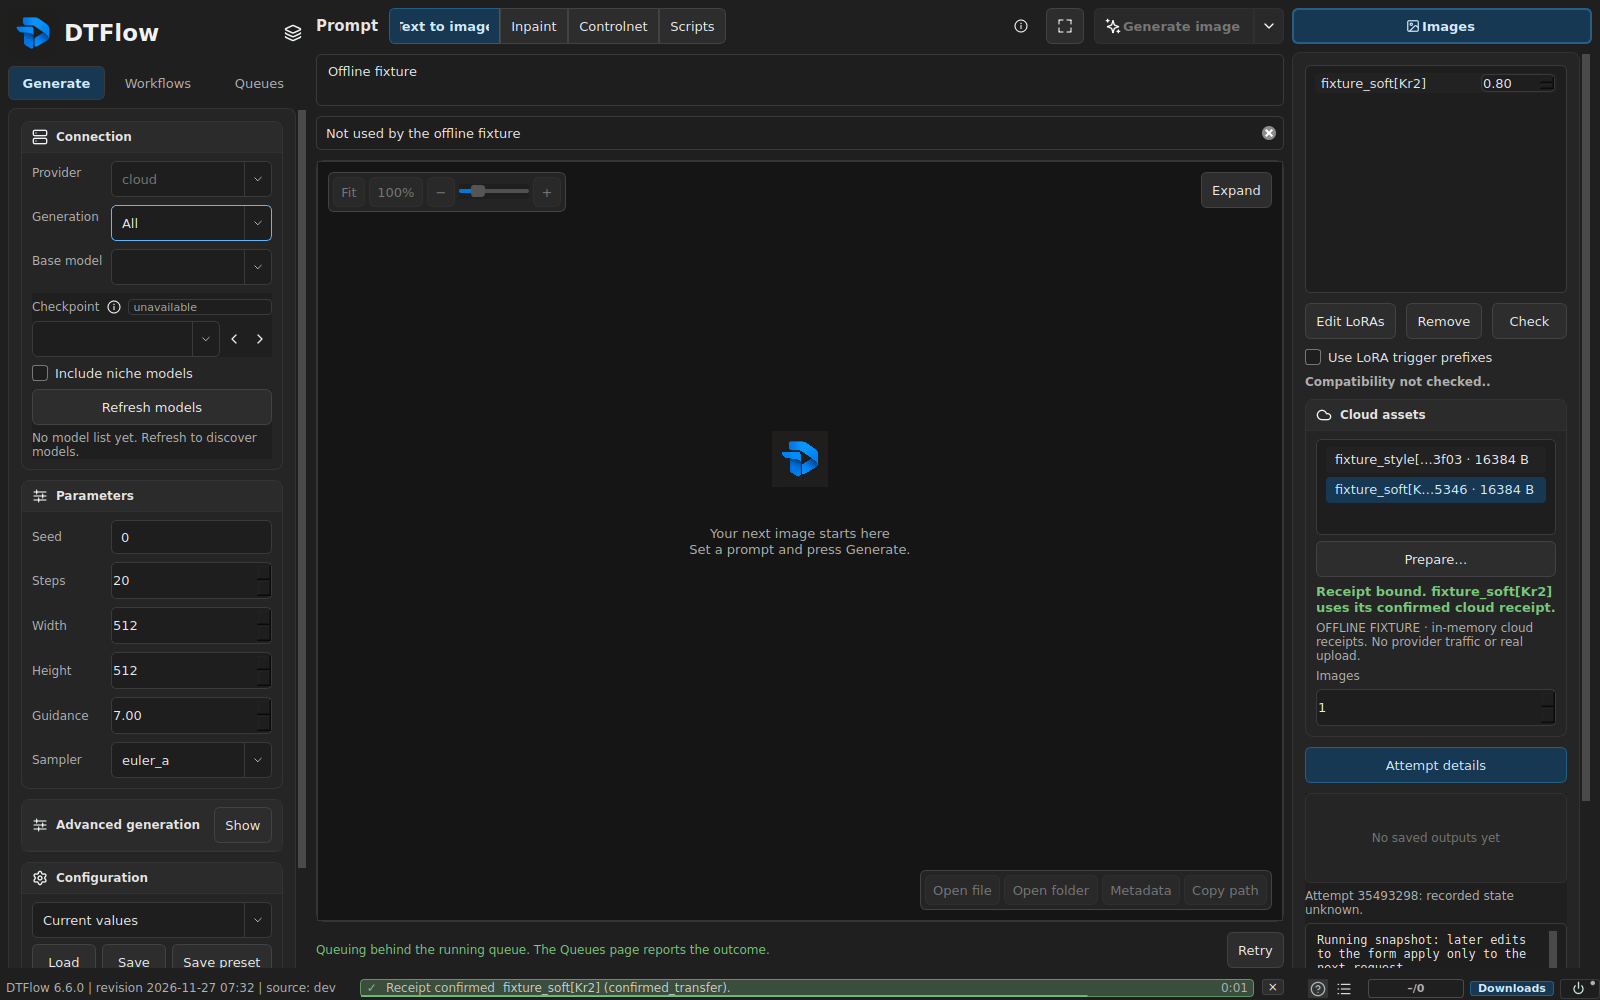 DTFlow
Generate
Workflows
Queues
Connection
Provider
cloud
Generation
All
Base model
Checkpoint
unavailable
Include niche models
Refresh models
No model list yet. Refresh to discover
models.
Parameters
Seed
0
Steps
20
Width
512
Height
512
Guidance
7.00
Sampler
euler_a
Advanced generation
Show
Configuration
Current values
Load
Save
Save preset
Prompt
Text to image
Inpaint
Controlnet
Scripts
Generate image
Offline fixture
Not used by the offline fixture
Fit
100%
−
+
Expand
Your next image starts here
Set a prompt and press Generate.
Open file
Open folder
Metadata
Copy path
Queuing behind the running queue. The Queues page reports the outcome.
Retry
Images
fixture_soft[Kr2]
0.80
Edit LoRAs
Remove
Check
Use LoRA trigger prefixes
Compatibility not checked..
Cloud assets
fixture_style[…3f03 · 16384 B
fixture_soft[K…5346 · 16384 B
Prepare…
Receipt bound. fixture_soft[Kr2]
uses its confirmed cloud receipt.
OFFLINE FIXTURE · in-memory cloud
receipts. No provider traffic or real
upload.
Images
1
Attempt details
No saved outputs yet
Attempt 35493298: recorded state
unknown.
Running snapshot: later edits
to the form apply only to the
next request
DTFlow 6.6.0 | revision 2026-11-27 07:32 | source: dev
✓ Receipt confirmed fixture_soft[Kr2] (confirmed_transfer).
0:01
–/0
Downloads